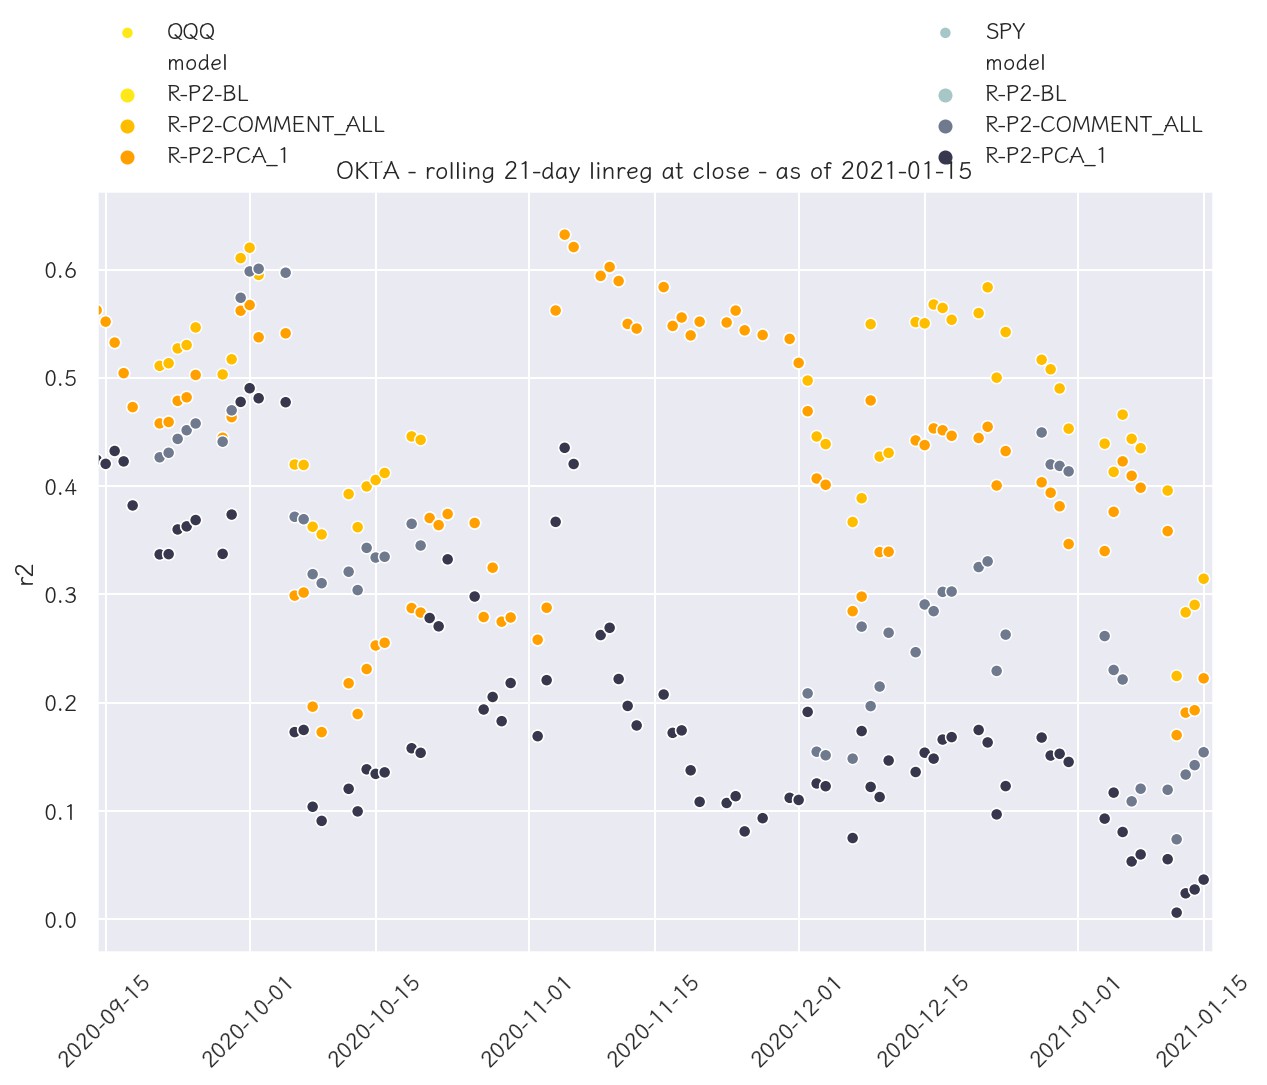 QQQ
model
R-P2-BL
R-P2-COMMENT_ALL
R-P2-PCA_1
SPY
model
R-P2-BL
R-P2-COMMENT_ALL
R-P2-PCA_1
OKTA - rolling 21-day linreg at close - as of 2021-01-15
0.6
0.5
0.4
0.3
0.2
0.1
0.0
r2
2020-09-15
2020-10-01
2020-10-15
2020-11-01
2020-11-15
2020-12-01
2020-12-15
2021-01-01
2021-01-15